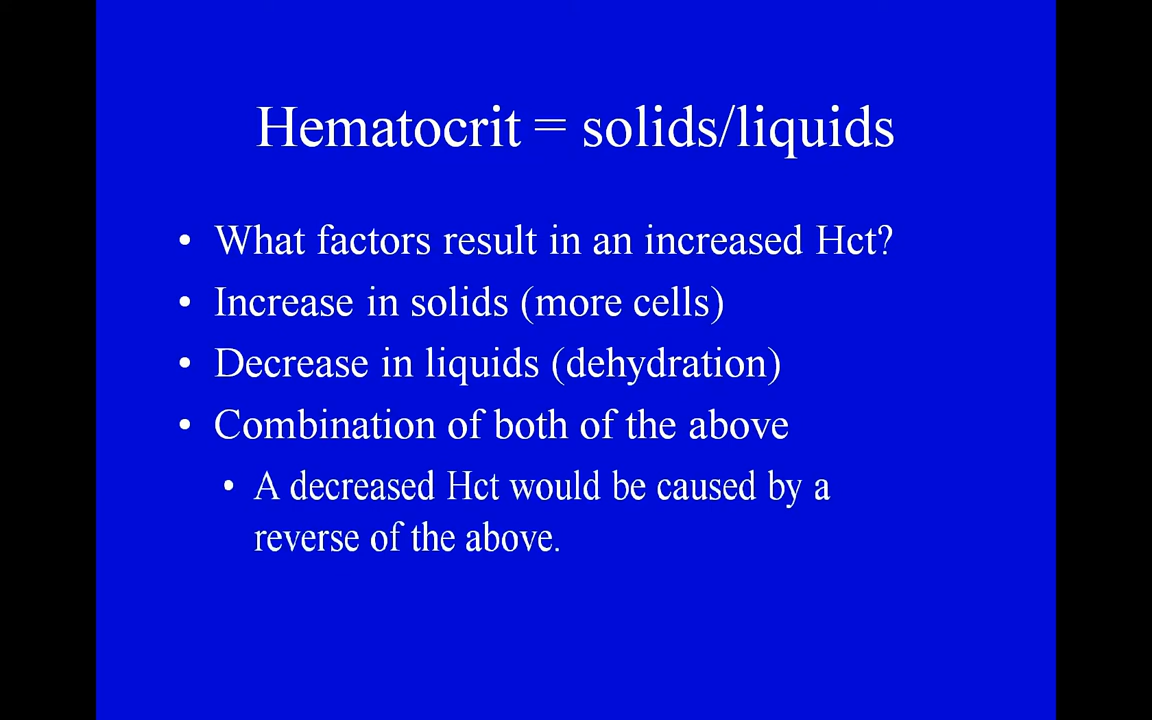 Hematocrit = solids/liquids
• What factors result in an increased Hct?
• Increase in solids (more cells)
• Decrease in liquids (dehydration)
• Combination of both of the above
• A decreased Hct would be caused by a
reverse of the above.